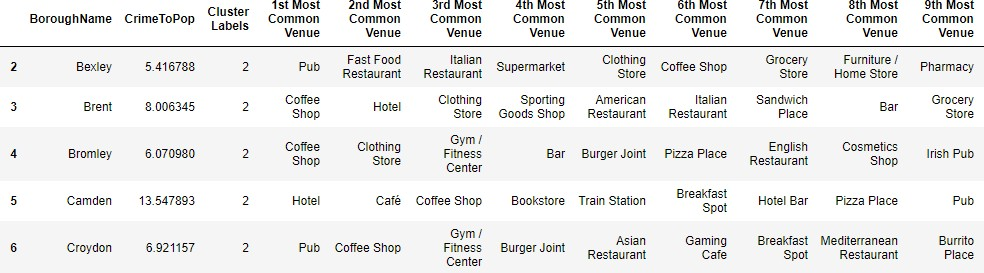 BoroughName CrimeToPop Cluster Labels 1st Most Common Venue 2nd Most Common Venue 3rd Most Common Venue 4th Most Common Venue 5th Most Common Venue 6th Most Common Venue 7th Most Common Venue 8th Most Common Venue 9th Most Common Venue
2 Bexley 5.416788 2 Pub Fast Food Restaurant Italian Restaurant Supermarket Clothing Store Coffee Shop Grocery Store Furniture / Home Store Pharmacy
3 Brent 8.006345 2 Coffee Shop Hotel Clothing Store Sporting Goods Shop American Restaurant Italian Restaurant Sandwich Place Bar Grocery Store
4 Bromley 6.070980 2 Coffee Shop Clothing Store Gym / Fitness Center Bar Burger Joint Pizza Place English Restaurant Cosmetics Shop Irish Pub
5 Camden 13.547893 2 Hotel Café Coffee Shop Bookstore Train Station Breakfast Spot Hotel Bar Pizza Place Pub
6 Croydon 6.921157 2 Pub Coffee Shop Gym / Fitness Center Burger Joint Asian Restaurant Gaming Cafe Breakfast Spot Mediterranean Restaurant Burrito Place